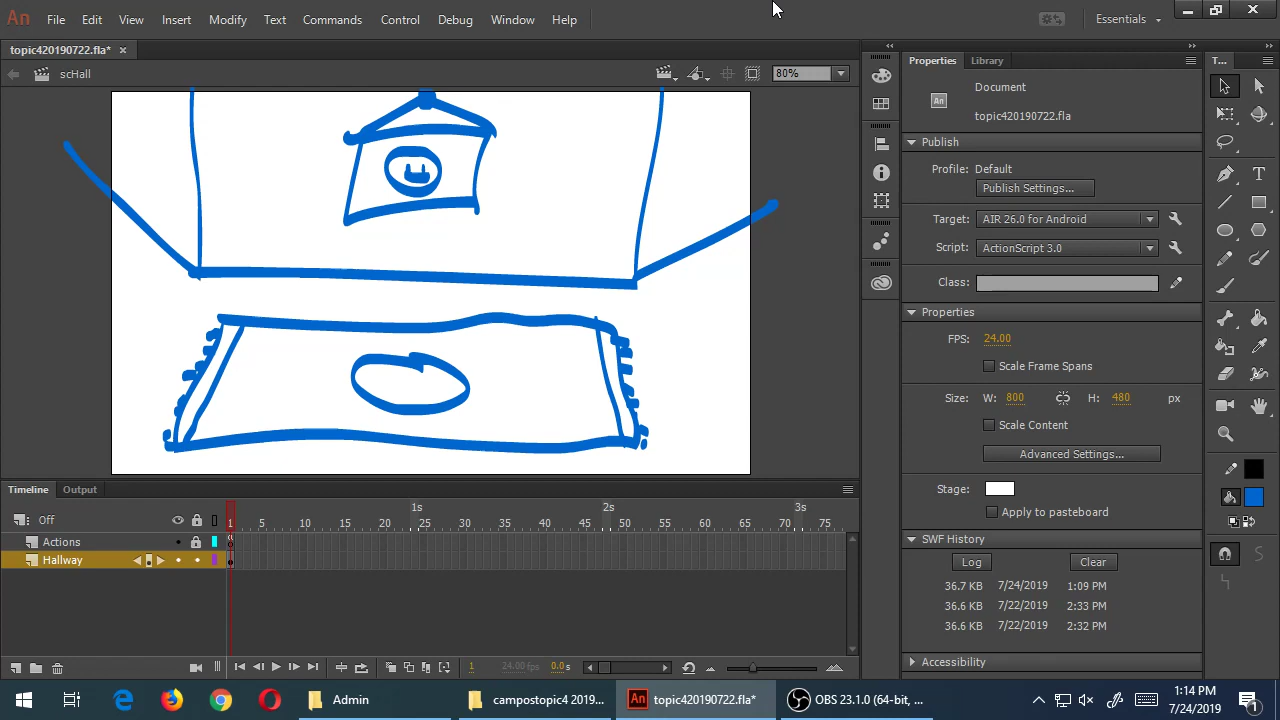 An File Edit View Insert Modify Text Commands Control Debug Window Help Essentials
topic420190722.fla* ×
scHall 80%
Properties Library T...
An Document
topic420190722.fla
Publish
Profile: Default
Publish Settings...
Target: AIR 26.0 for Android
Script: ActionScript 3.0
Class:
Properties
FPS: 24.00
Scale Frame Spans
Size: W: 800 H: 480 px
Scale Content
Advanced Settings...
Stage:
Apply to pasteboard
SWF History
Log Clear
36.7 KB 7/24/2019 1:09 PM
36.6 KB 7/22/2019 2:33 PM
36.6 KB 7/22/2019 2:32 PM
Accessibility
Timeline Output
1s 2s 3s
Off 1 5 10 15 20 25 30 35 40 45 50 55 60 65 70 75
Actions
Hallway
1 24.00 fps 0.0 s
Admin campostopic4 2019... An topic420190722.fla* OBS 23.1.0 (64-bit, ...
1:14 PM
7/24/2019
1